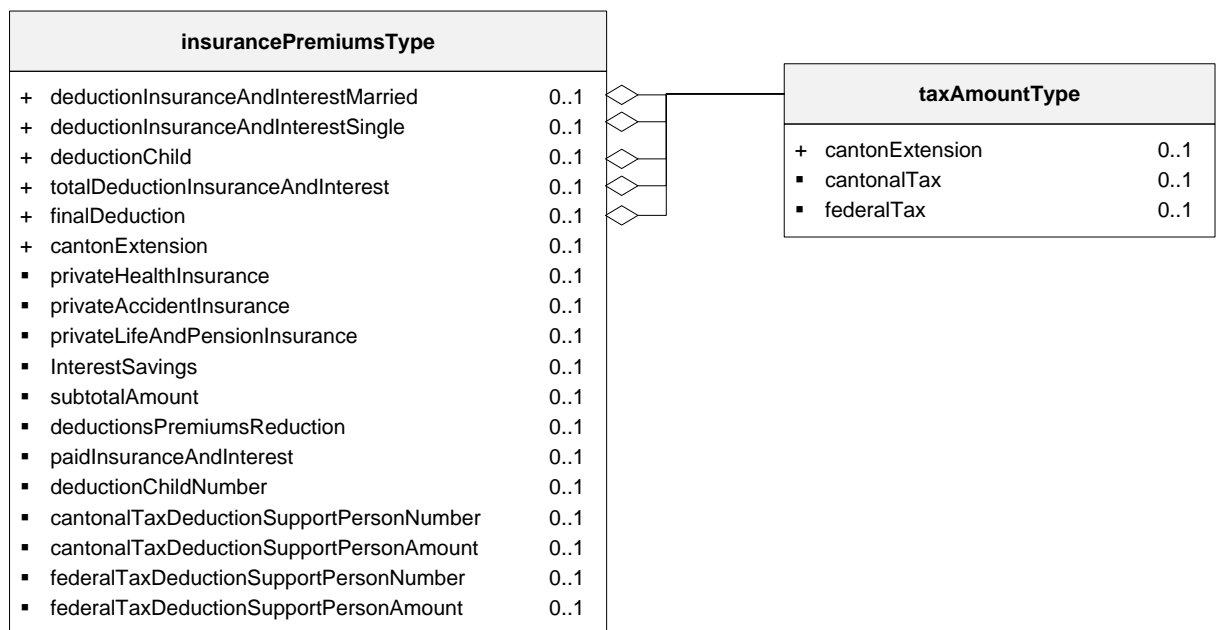 insurancePremiumsType
+ deductionInsuranceAndInterestMarried 0..1
+ deductionInsuranceAndInterestSingle 0..1
+ deductionChild 0..1
+ totalDeductionInsuranceAndInterest 0..1
+ finalDeduction 0..1
+ cantonExtension 0..1
▪ privateHealthInsurance 0..1
▪ privateAccidentInsurance 0..1
▪ privateLifeAndPensionInsurance 0..1
▪ InterestSavings 0..1
▪ subtotalAmount 0..1
▪ deductionsPremiumsReduction 0..1
▪ paidInsuranceAndInterest 0..1
▪ deductionChildNumber 0..1
▪ cantonalTaxDeductionSupportPersonNumber 0..1
▪ cantonalTaxDeductionSupportPersonAmount 0..1
▪ federalTaxDeductionSupportPersonNumber 0..1
▪ federalTaxDeductionSupportPersonAmount 0..1
taxAmountType
+ cantonExtension 0..1
▪ cantonalTax 0..1
▪ federalTax 0..1